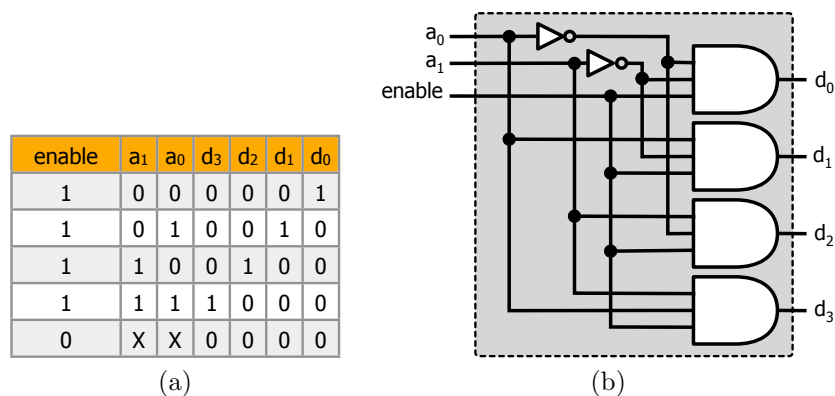 enable a₁ a₀ d₃ d₂ d₁ d₀
1 0 0 0 0 0 1
1 0 1 0 0 1 0
1 1 0 0 1 0 0
1 1 1 1 0 0 0
0 X X 0 0 0 0
(a)
a₀
a₁
enable
d₀
d₁
d₂
d₃
(b)